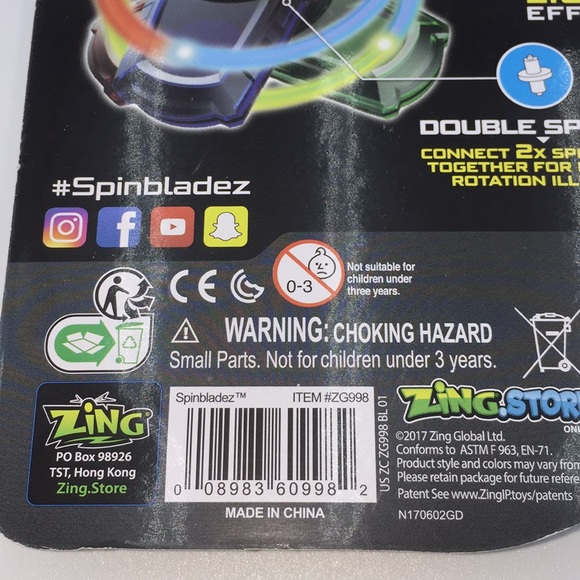 EFF
DOUBLE SP
CONNECT 2X SP
TOGETHER FOR
ROTATION ILL
#Spinbladez
0-3
Not suitable for
children under
three years.
CE
WARNING: CHOKING HAZARD
Small Parts. Not for children under 3 years.
ZiNG
PO Box 98926
TST, Hong Kong
Zing.Store
Spinbladez™ ITEM #ZG998
0 08983 60998 2
MADE IN CHINA
US ZC ZG998 BL 01
ZiNG.STOR
©2017 Zing Global Ltd.
Conforms to ASTM F 963, EN-71.
Product style and colors may vary from
Please retain package for future refere
Patent See www.ZingIP.toys/patents
N170602GD